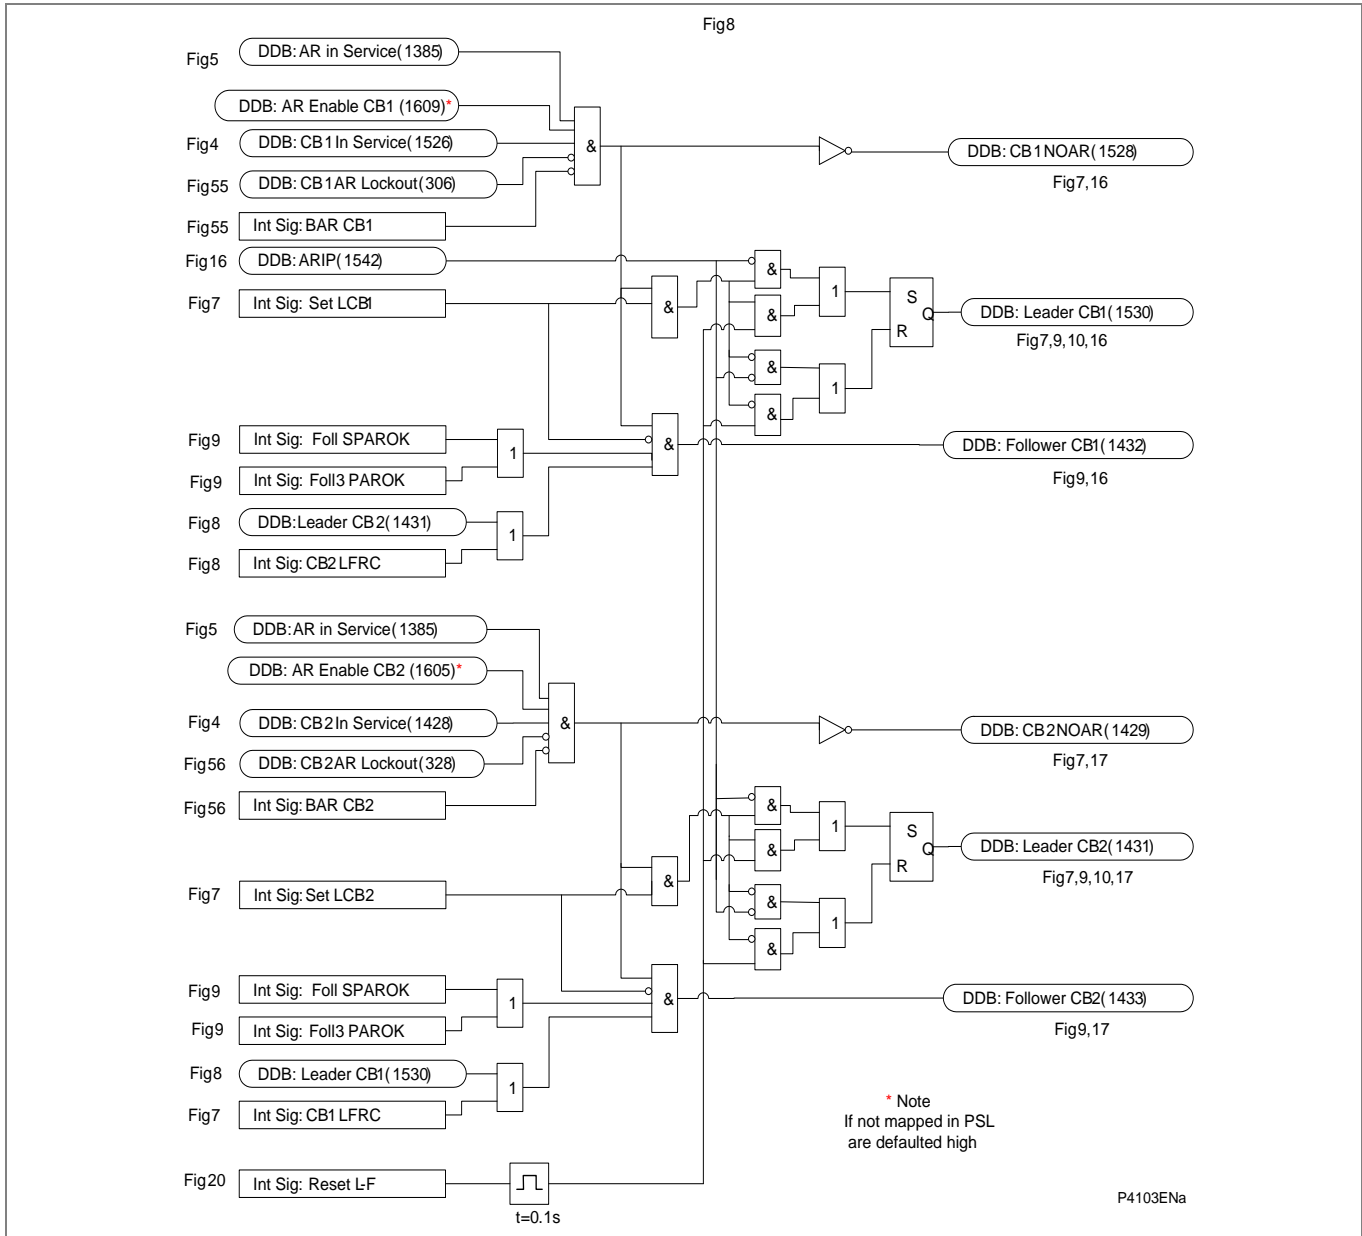 Fig8
Fig5
DDB: AR in Service(1385)
DDB: AR Enable CB1 (1609)*
Fig4
DDB: CB1 In Service(1526)
Fig55
DDB: CB1AR Lockout(306)
Fig55
Int Sig: BAR CB1
Fig16
DDB: ARIP(1542)
Fig7
Int Sig: Set LCB1
&
DDB: CB1NOAR(1528)
Fig7,16
&
&
&
&
&
1
1
S
Q
R
DDB: Leader CB1(1530)
Fig7,9,10,16
Fig9
Int Sig: Foll SPAROK
Fig9
Int Sig: Foll3 PAROK
1
&
DDB: Follower CB1(1432)
Fig9,16
Fig8
DDB:Leader CB2(1431)
Fig8
Int Sig: CB2 LFRC
1
Fig5
DDB:AR in Service(1385)
DDB: AR Enable CB2 (1605)*
Fig4
DDB: CB2In Service(1428)
Fig56
DDB: CB2AR Lockout(328)
Fig56
Int Sig: BAR CB2
&
DDB: CB2NOAR(1429)
Fig7,17
Fig7
Int Sig:Set LCB2
&
&
&
&
&
1
1
S
Q
R
DDB: Leader CB2(1431)
Fig7,9,10,17
Fig9
Int Sig: Foll SPAROK
Fig9
Int Sig: Foll3 PAROK
1
&
DDB: Follower CB2(1433)
Fig9,17
Fig8
DDB: Leader CB1(1530)
Fig7
Int Sig:CB1 LFRC
1
* Note
If not mapped in PSL
are defaulted high
Fig20
Int Sig: Reset L-F
t=0.1s
P4103ENa